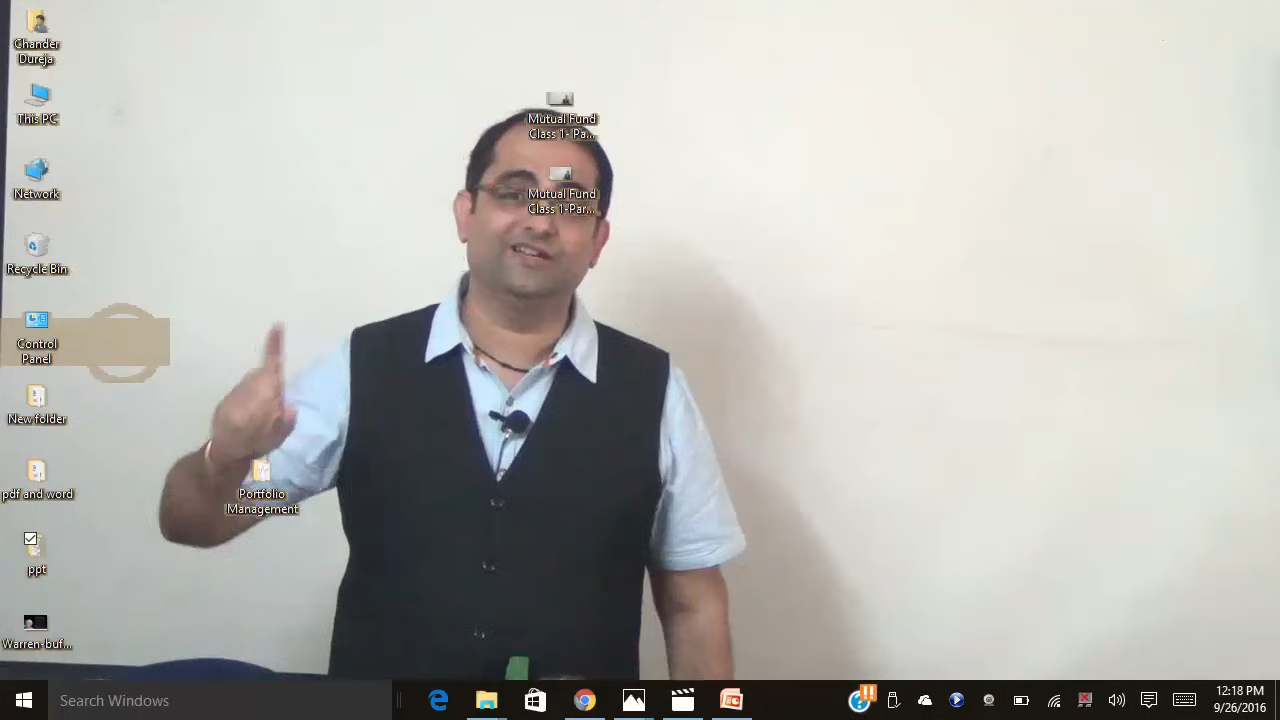 Chander
Dureja
This PC
Network
Recycle Bin
Control
Panel
New folder
pdf and word
ppt
Warren-buf...
Mutual Fund
Class 1- Pa...
Mutual Fund
Class 1-Par...
Portfolio
Management
Search Windows
12:18 PM
9/26/2016